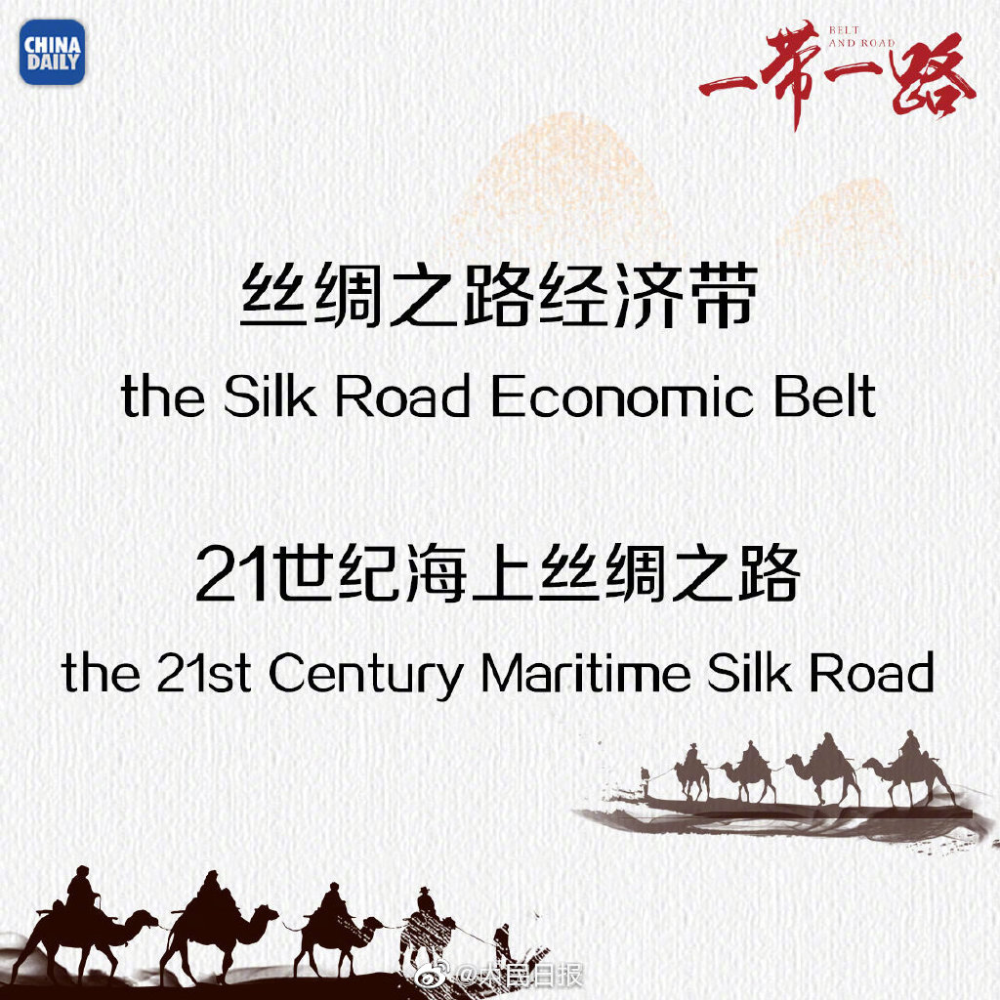 CHINA
DAILY
BELT
AND ROAD
一带一路
丝绸之路经济带
the Silk Road Economic Belt
21世纪海上丝绸之路
the 21st Century Maritime Silk Road
@中国日报